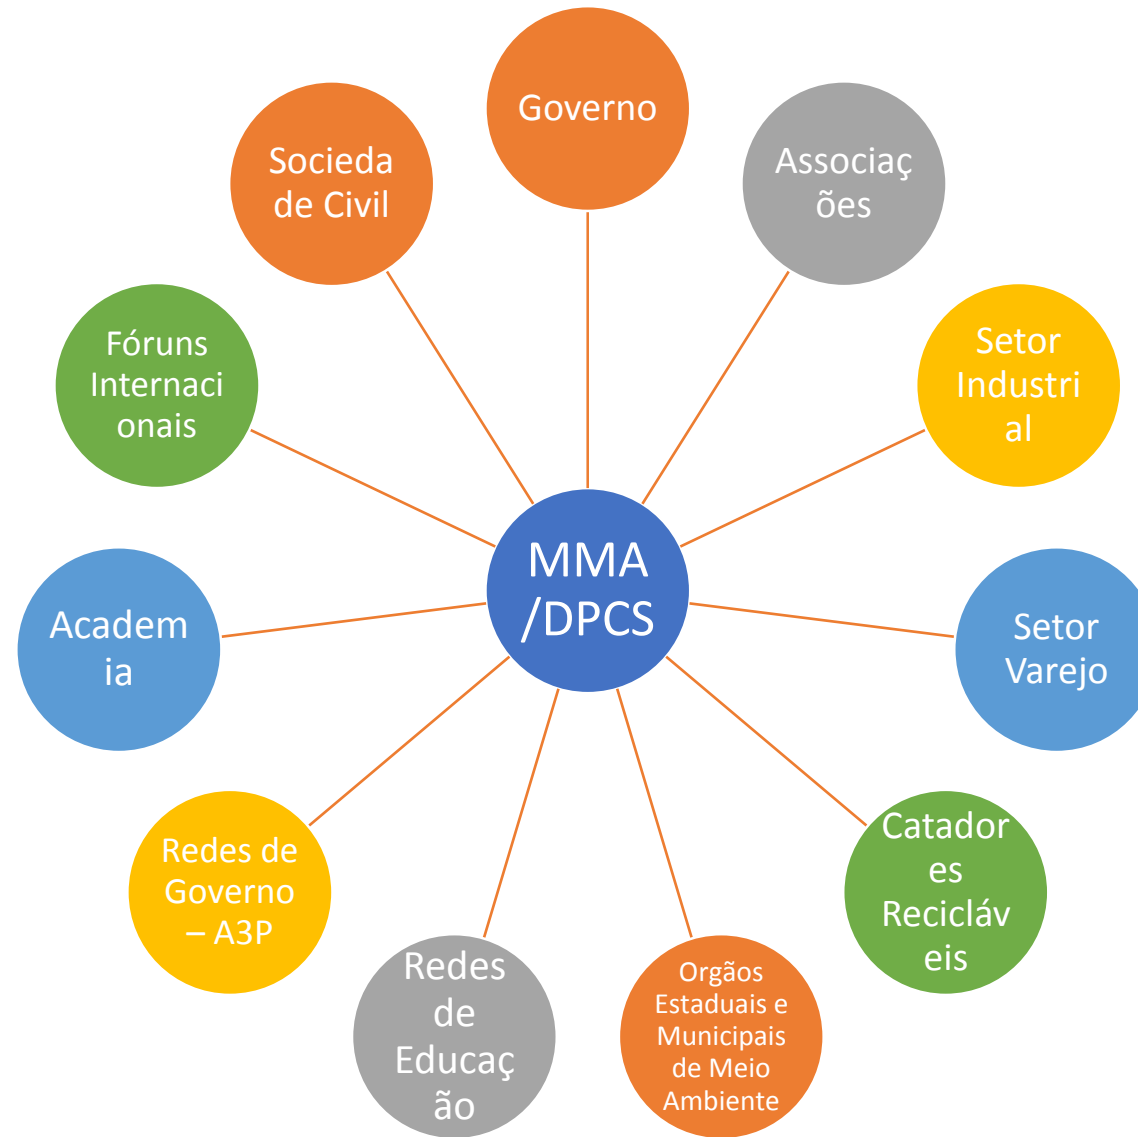 Governo
Associaç
ões
Setor
Industri
al
Setor
Varejo
Catador
es
Recicláv
eis
Orgãos
Estaduais e
Municipais
de Meio
Ambiente
Redes
de
Educaç
ão
Redes de
Governo
– A3P
Academ
ia
Fóruns
Internaci
onais
Socieda
de Civil
MMA
/DPCS